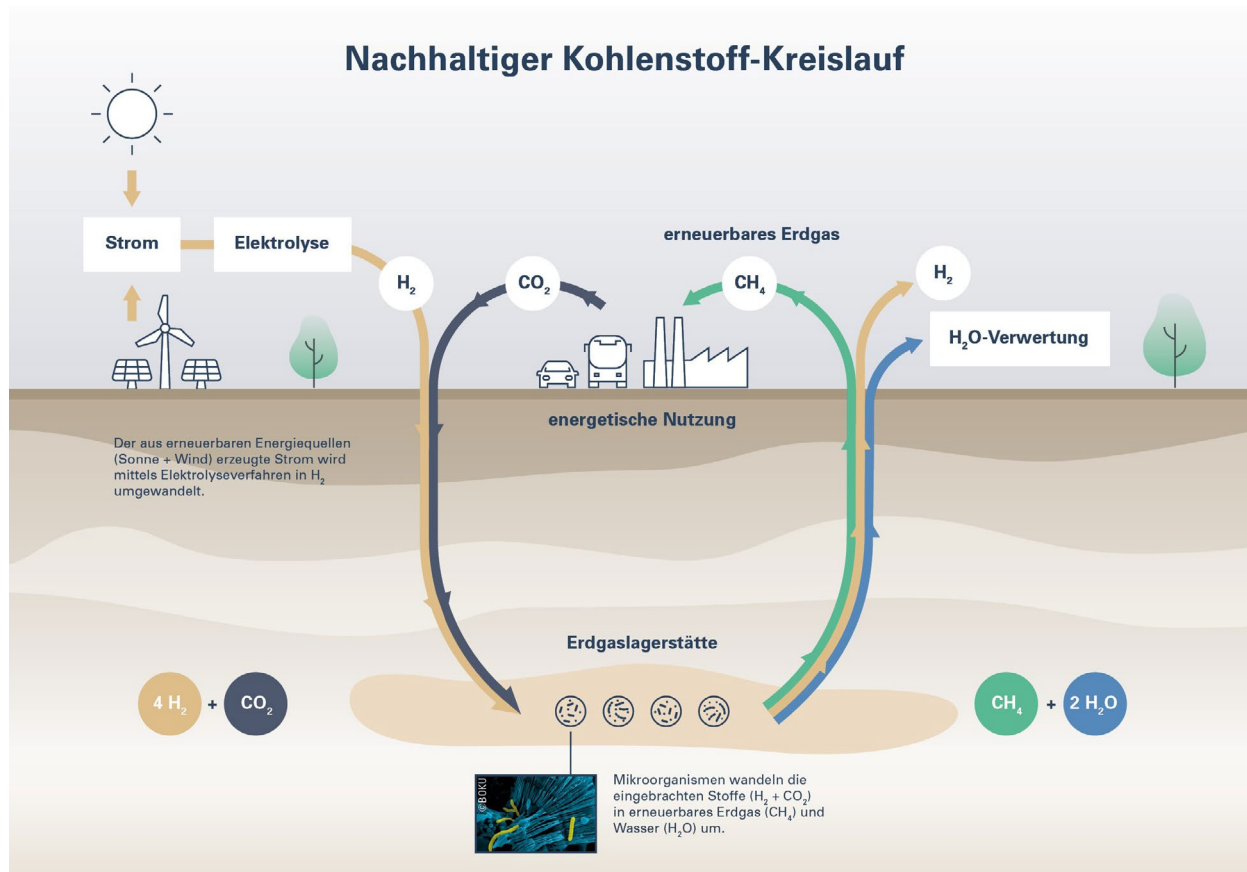 Nachhaltiger Kohlenstoff-Kreislauf
Strom
Elektrolyse
H₂
CO₂
erneuerbares Erdgas
CH₄
H₂
H₂O-Verwertung
energetische Nutzung
Der aus erneuerbaren Energiequellen
(Sonne + Wind) erzeugte Strom wird
mittels Elektrolyseverfahren in H₂
umgewandelt.
Erdgaslagerstätte
4 H₂ + CO₂
CH₄ + 2 H₂O
©BOKU
Mikroorganismen wandeln die
eingebrachten Stoffe (H₂ + CO₂)
in erneuerbares Erdgas (CH₄) und
Wasser (H₂O) um.